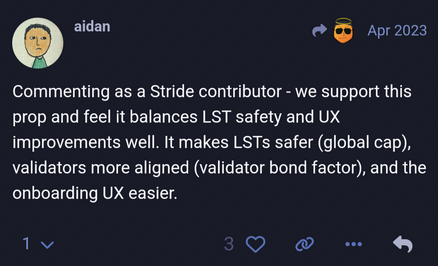 aidan
Apr 2023
Commenting as a Stride contributor - we support this
prop and feel it balances LST safety and UX
improvements well. It makes LSTs safer (global cap),
validators more aligned (validator bond factor), and the
onboarding UX easier.
1
3